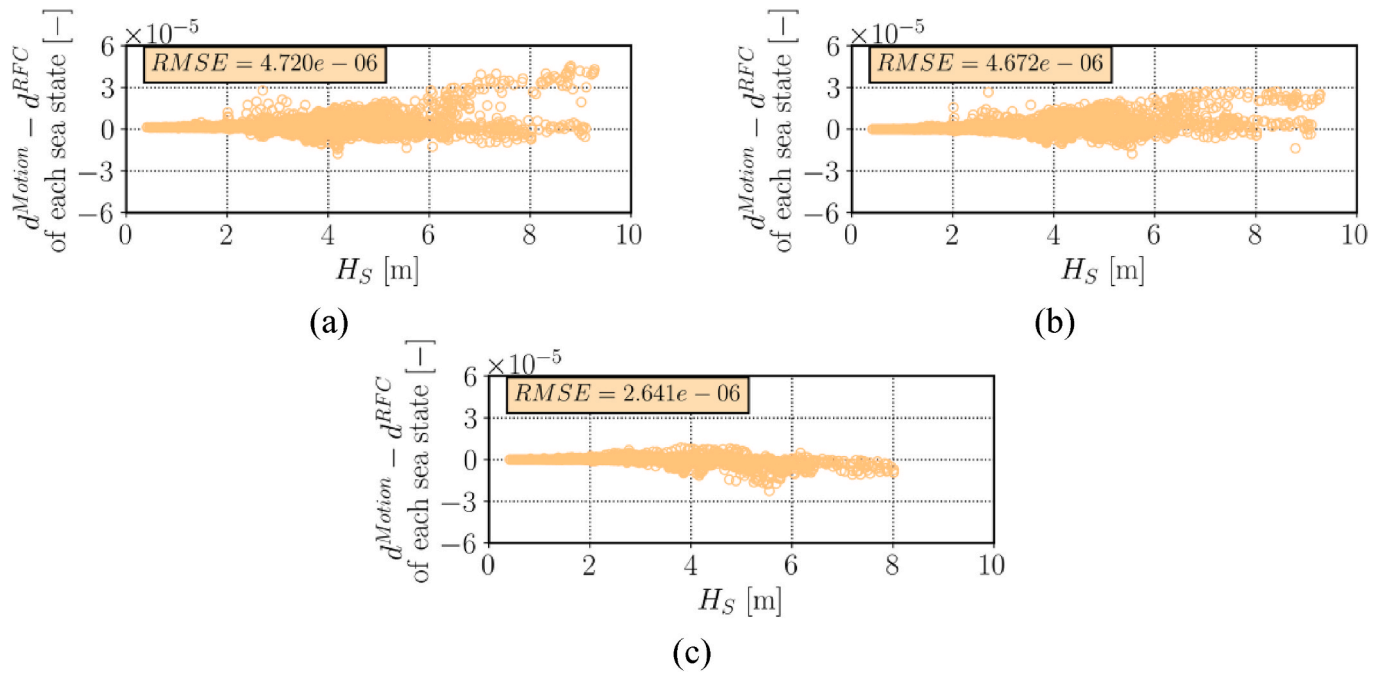 ×10⁻⁵
RMSE = 4.720e − 06
d^{Motion} − d^{RFC}
of each sea state [−]
6
3
0
−3
−6
0 2 4 6 8 10
H_S [m]
(a)
×10⁻⁵
RMSE = 4.672e − 06
d^{Motion} − d^{RFC}
of each sea state [−]
6
3
0
−3
−6
0 2 4 6 8 10
H_S [m]
(b)
×10⁻⁵
RMSE = 2.641e − 06
d^{Motion} − d^{RFC}
of each sea state [−]
6
3
0
−3
−6
0 2 4 6 8 10
H_S [m]
(c)